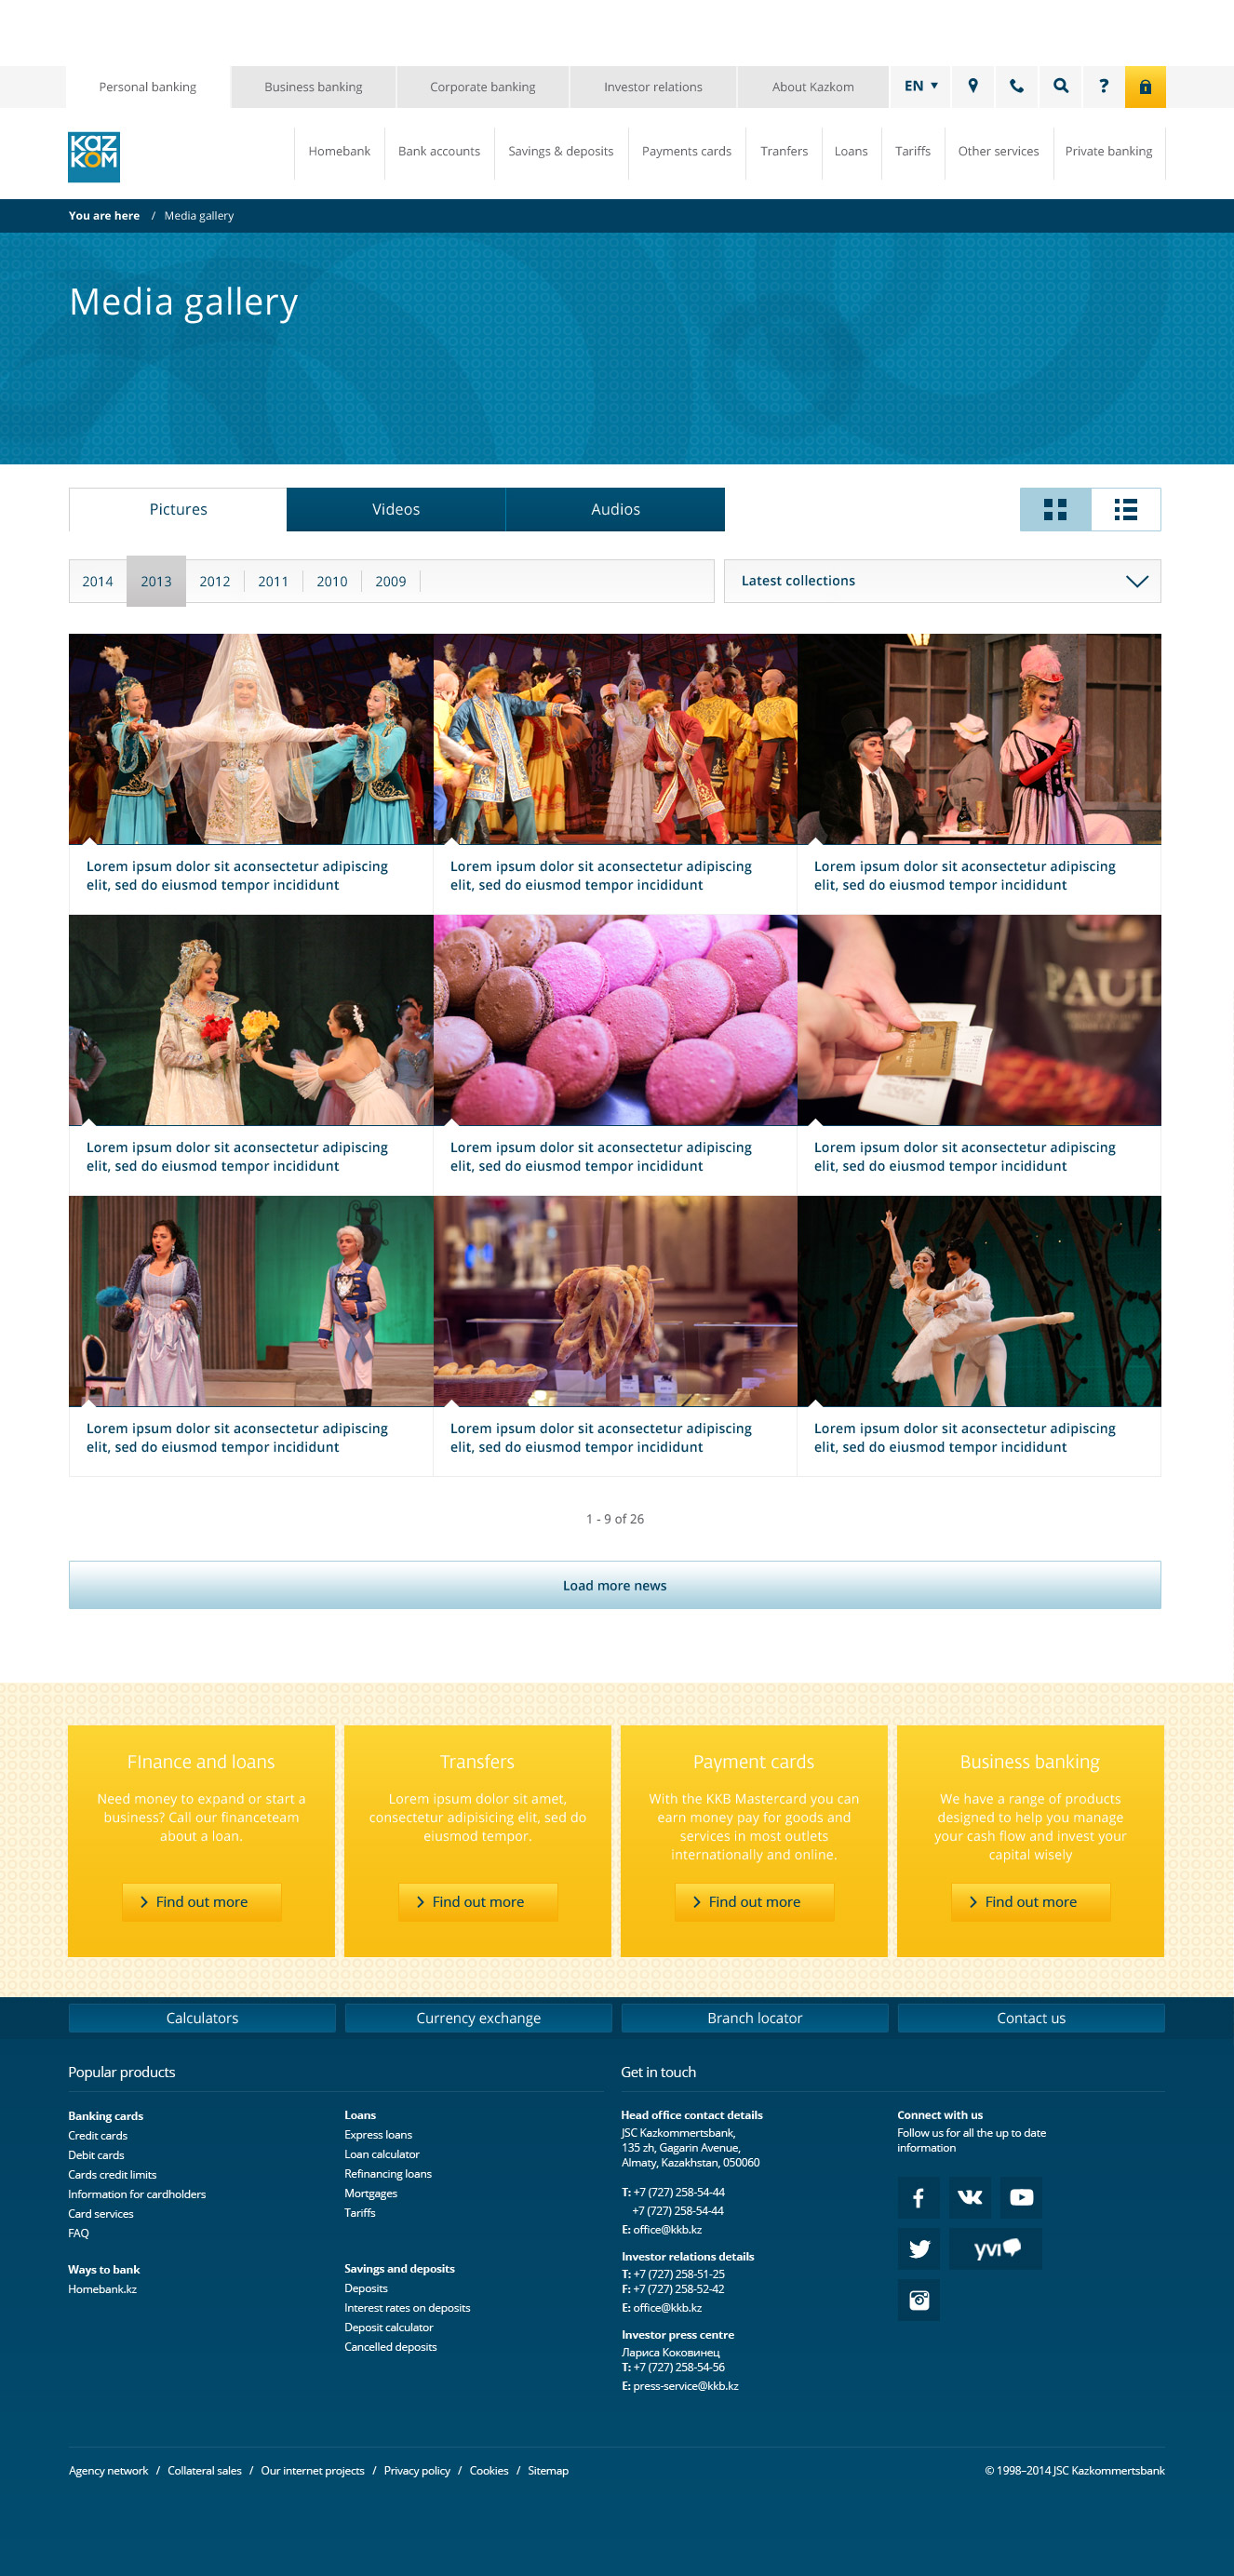 Personal banking
Business banking
Corporate banking
Investor relations
About Kazkom
EN
?
KAZ
KOM
Homebank
Bank accounts
Savings & deposits
Payments cards
Tranfers
Loans
Tariffs
Other services
Private banking
You are here / Media gallery
Media gallery
Pictures
Videos
Audios
2014
2013
2012
2011
2010
2009
Latest collections
Lorem ipsum dolor sit aconsectetur adipiscing
elit, sed do eiusmod tempor incididunt
Lorem ipsum dolor sit aconsectetur adipiscing
elit, sed do eiusmod tempor incididunt
Lorem ipsum dolor sit aconsectetur adipiscing
elit, sed do eiusmod tempor incididunt
PAUL
Lorem ipsum dolor sit aconsectetur adipiscing
elit, sed do eiusmod tempor incididunt
Lorem ipsum dolor sit aconsectetur adipiscing
elit, sed do eiusmod tempor incididunt
Lorem ipsum dolor sit aconsectetur adipiscing
elit, sed do eiusmod tempor incididunt
Lorem ipsum dolor sit aconsectetur adipiscing
elit, sed do eiusmod tempor incididunt
Lorem ipsum dolor sit aconsectetur adipiscing
elit, sed do eiusmod tempor incididunt
Lorem ipsum dolor sit aconsectetur adipiscing
elit, sed do eiusmod tempor incididunt
1 - 9 of 26
Load more news
FInance and loans
Need money to expand or start a
business? Call our financeteam
about a loan.
Find out more
Transfers
Lorem ipsum dolor sit amet,
consectetur adipisicing elit, sed do
eiusmod tempor.
Find out more
Payment cards
With the KKB Mastercard you can
earn money pay for goods and
services in most outlets
internationally and online.
Find out more
Business banking
We have a range of products
designed to help you manage
your cash flow and invest your
capital wisely
Find out more
Calculators
Currency exchange
Branch locator
Contact us
Popular products
Banking cards
Credit cards
Debit cards
Cards credit limits
Information for cardholders
Card services
FAQ
Ways to bank
Homebank.kz
Loans
Express loans
Loan calculator
Refinancing loans
Mortgages
Tariffs
Savings and deposits
Deposits
Interest rates on deposits
Deposit calculator
Cancelled deposits
Get in touch
Head office contact details
JSC Kazkommertsbank,
135 zh, Gagarin Avenue,
Almaty, Kazakhstan, 050060
T: +7 (727) 258-54-44
+7 (727) 258-54-44
E: office@kkb.kz
Investor relations details
T: +7 (727) 258-51-25
F: +7 (727) 258-52-42
E: office@kkb.kz
Investor press centre
Лариса Коковинец
T: +7 (727) 258-54-56
E: press-service@kkb.kz
Connect with us
Follow us for all the up to date
information
yvi
Agency network / Collateral sales / Our internet projects / Privacy policy / Cookies / Sitemap
© 1998–2014 JSC Kazkommertsbank